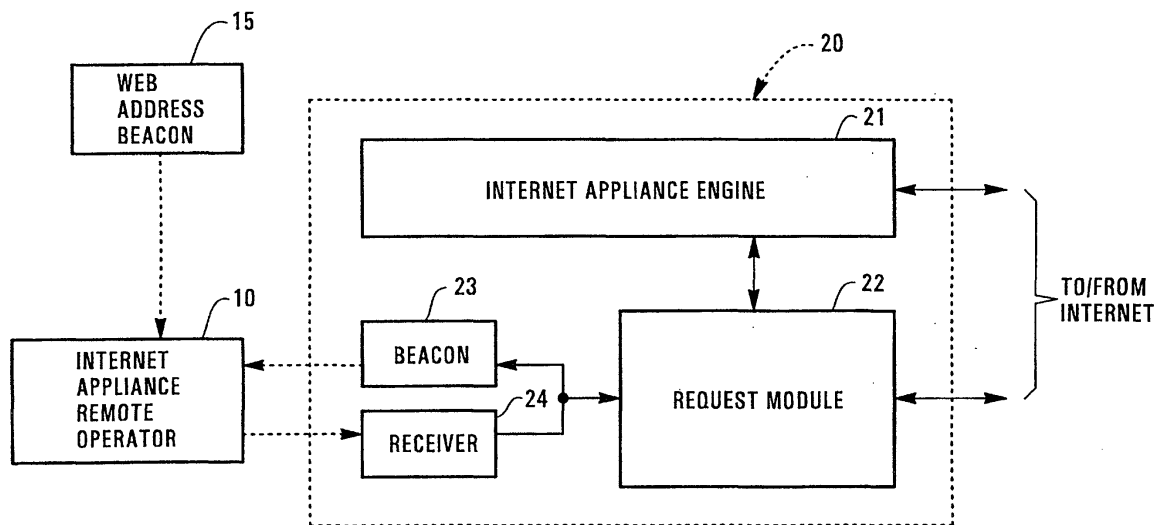 15
WEB
ADDRESS
BEACON
20
21
INTERNET APPLIANCE ENGINE
10
INTERNET
APPLIANCE
REMOTE
OPERATOR
23
BEACON
24
RECEIVER
22
REQUEST MODULE
TO/FROM
INTERNET